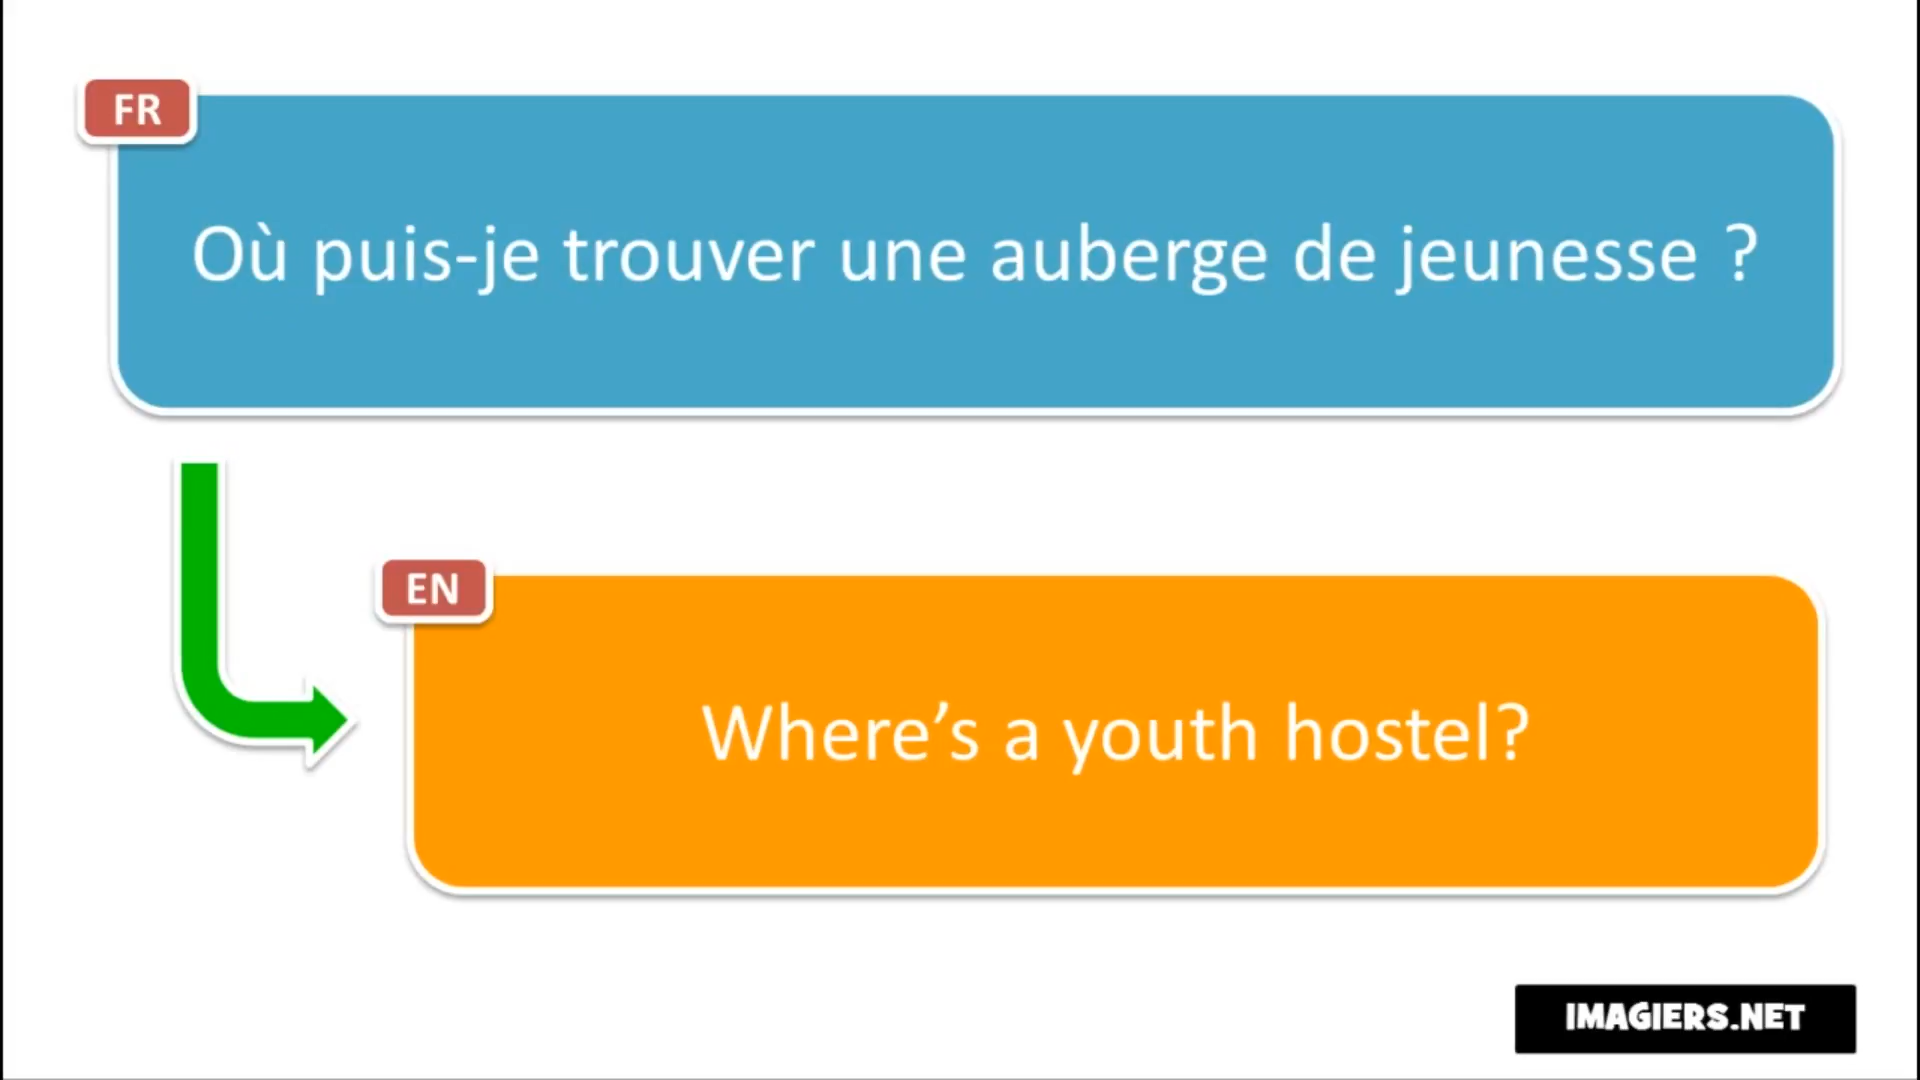 FR
Où puis-je trouver une auberge de jeunesse ?
EN
Where’s a youth hostel?
IMAGIERS.NET